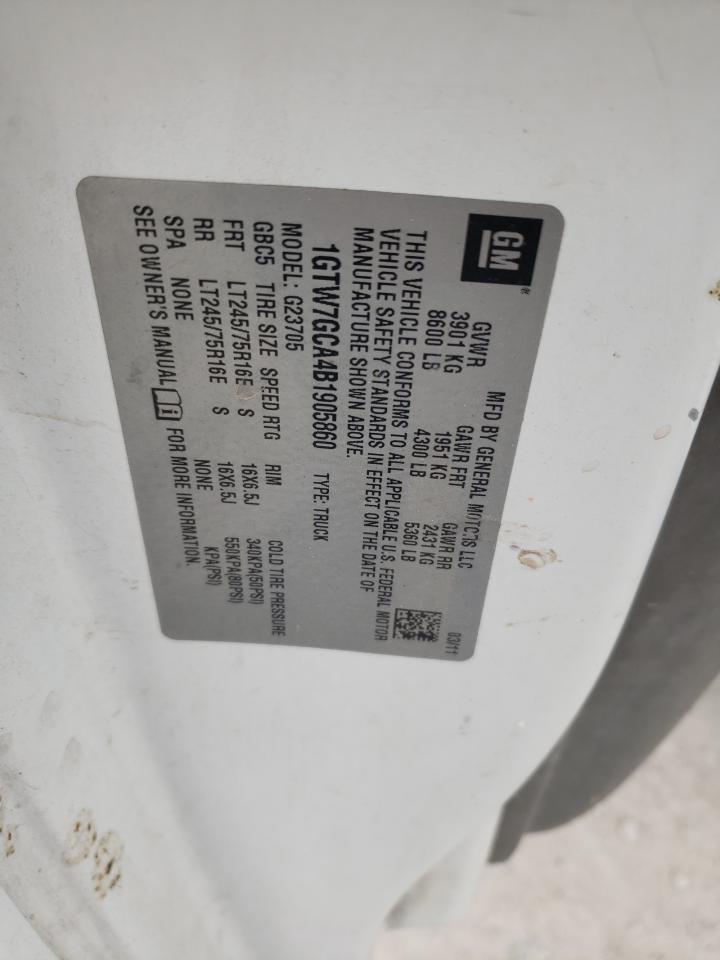 GM®
MFD BY GENERAL MOTORS LLC 03/11
GVWR GAWR FRT GAWR RR
3901 KG 1951 KG 2431 KG
8600 LB 4300 LB 5360 LB
THIS VEHICLE CONFORMS TO ALL APPLICABLE U.S. FEDERAL MOTOR
VEHICLE SAFETY STANDARDS IN EFFECT ON THE DATE OF
MANUFACTURE SHOWN ABOVE.
1GTW7GCA4B1905860 TYPE: TRUCK
MODEL: G23705
GBC5 TIRE SIZE SPEED RTG RIM COLD TIRE PRESSURE
FRT LT245/75R16E S 16X6.5J 340KPA(50PSI)
RR LT245/75R16E S 16X6.5J 550KPA(80PSI)
SPA NONE NONE KPA(PSI)
SEE OWNER'S MANUAL i FOR MORE INFORMATION.